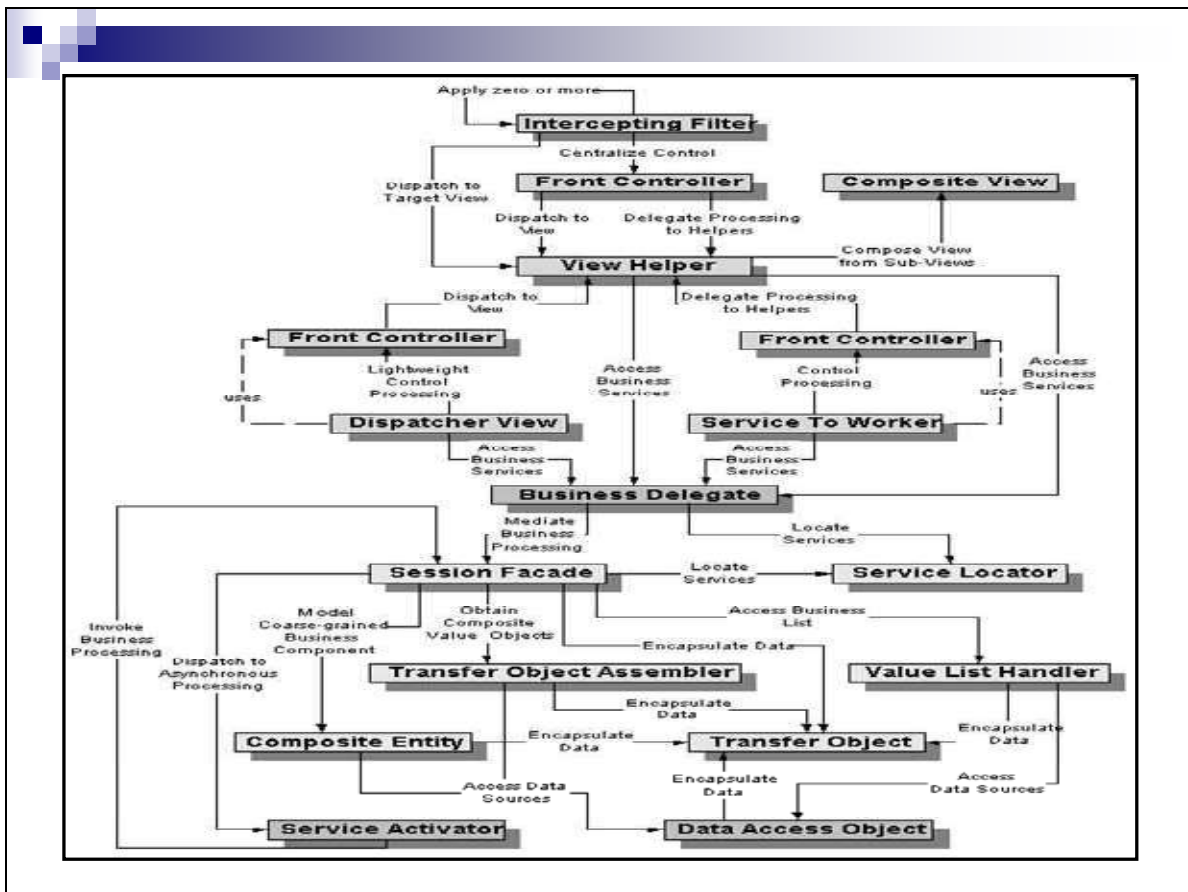 Apply zero or more
Intercepting Filter
Centralize Control
Dispatch to
Target View
Front Controller
Composite View
Dispatch to
View
Delegate Processing
to Helpers
Compose View
from Sub-Views
View Helper
Dispatch to
View
Delegate Processing
to Helpers
Front Controller
Front Controller
Lightweight
Control
Processing
Access
Business
Services
Control
Processing
Access
Business
Services
uses
uses
Dispatcher View
Service To Worker
Access
Business
Services
Access
Business
Services
Business Delegate
Mediate
Business
Processing
Locate
Services
Session Facade
Locate
Services
Service Locator
Invoke
Business
Processing
Model
Coarse-grained
Business
Component
Obtain
Composite
Value Objects
Access Business
List
Encapsulate Data
Dispatch to
Asynchronous
Processing
Transfer Object Assembler
Value List Handler
Encapsulate
Data
Composite Entity
Encapsulate
Data
Transfer Object
Encapsulate
Data
Access Data
Sources
Encapsulate
Data
Access
Data Sources
Service Activator
Data Access Object